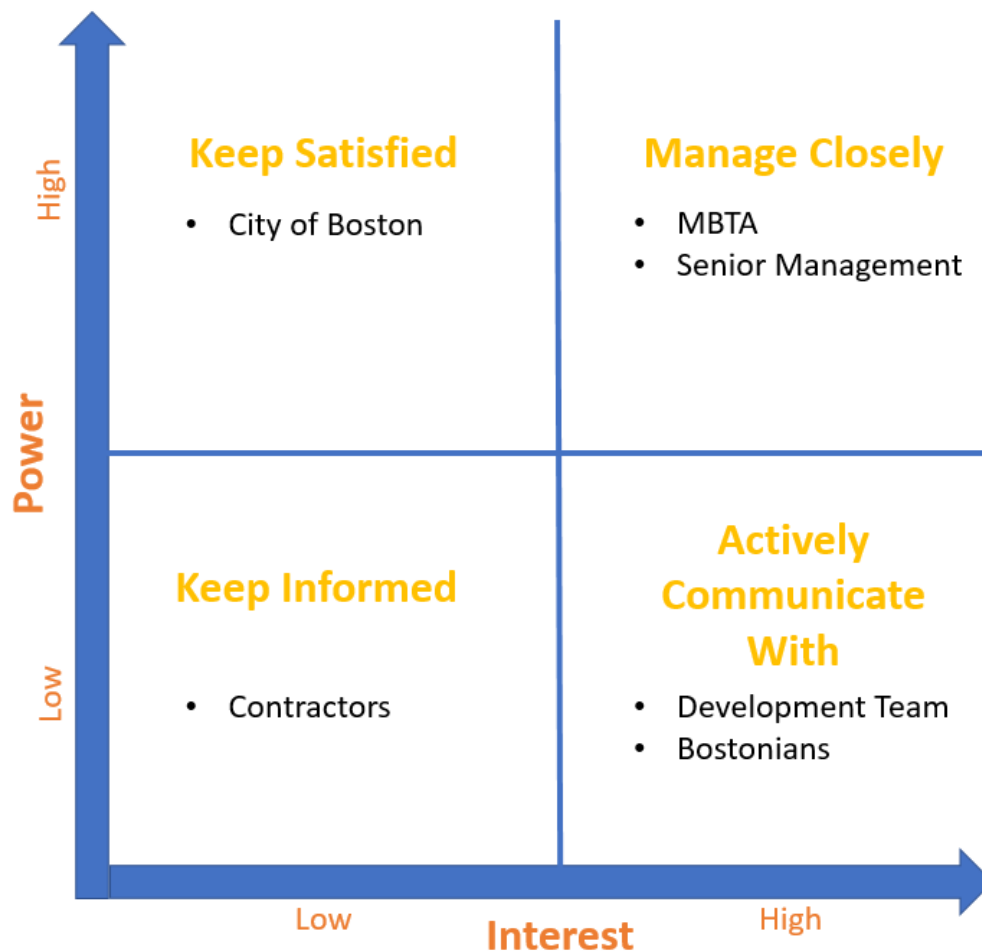 Keep Satisfied
• City of Boston
Manage Closely
• MBTA
• Senior Management
High
Power
Keep Informed
• Contractors
Actively
Communicate
With
• Development Team
• Bostonians
Low
Low
Interest
High